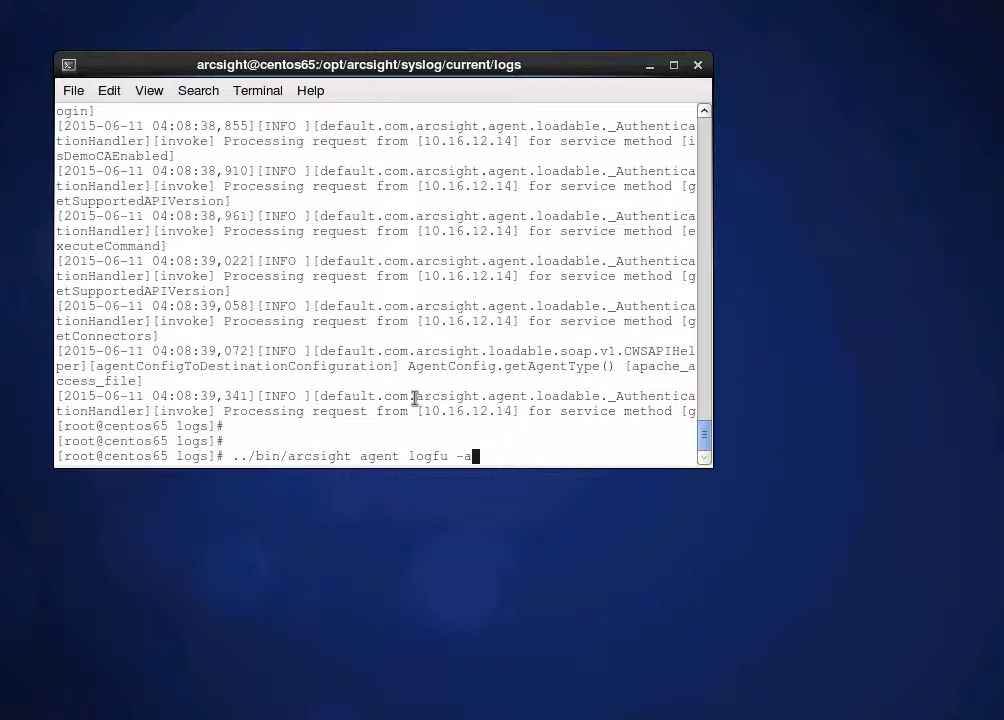 arcsight@centos65:/opt/arcsight/syslog/current/logs
File Edit View Search Terminal Help
ogin]
[2015-06-11 04:08:38,855][INFO ][default.com.arcsight.agent.loadable._Authentica
tionHandler][invoke] Processing request from [10.16.12.14] for service method [i
sDemoCAEnabled]
[2015-06-11 04:08:38,910][INFO ][default.com.arcsight.agent.loadable._Authentica
tionHandler][invoke] Processing request from [10.16.12.14] for service method [g
etSupportedAPIVersion]
[2015-06-11 04:08:38,961][INFO ][default.com.arcsight.agent.loadable._Authentica
tionHandler][invoke] Processing request from [10.16.12.14] for service method [e
xecuteCommand]
[2015-06-11 04:08:39,022][INFO ][default.com.arcsight.agent.loadable._Authentica
tionHandler][invoke] Processing request from [10.16.12.14] for service method [g
etSupportedAPIVersion]
[2015-06-11 04:08:39,058][INFO ][default.com.arcsight.agent.loadable._Authentica
tionHandler][invoke] Processing request from [10.16.12.14] for service method [g
etConnectors]
[2015-06-11 04:08:39,072][INFO ][default.com.arcsight.loadable.soap.v1.CWSAPIHel
per][agentConfigToDestinationConfiguration] AgentConfig.getAgentType() [apache_a
ccess_file]
[2015-06-11 04:08:39,341][INFO ][default.com.arcsight.agent.loadable._Authentica
tionHandler][invoke] Processing request from [10.16.12.14] for service method [g
[root@centos65 logs]#
[root@centos65 logs]#
[root@centos65 logs]# ../bin/arcsight agent logfu -a